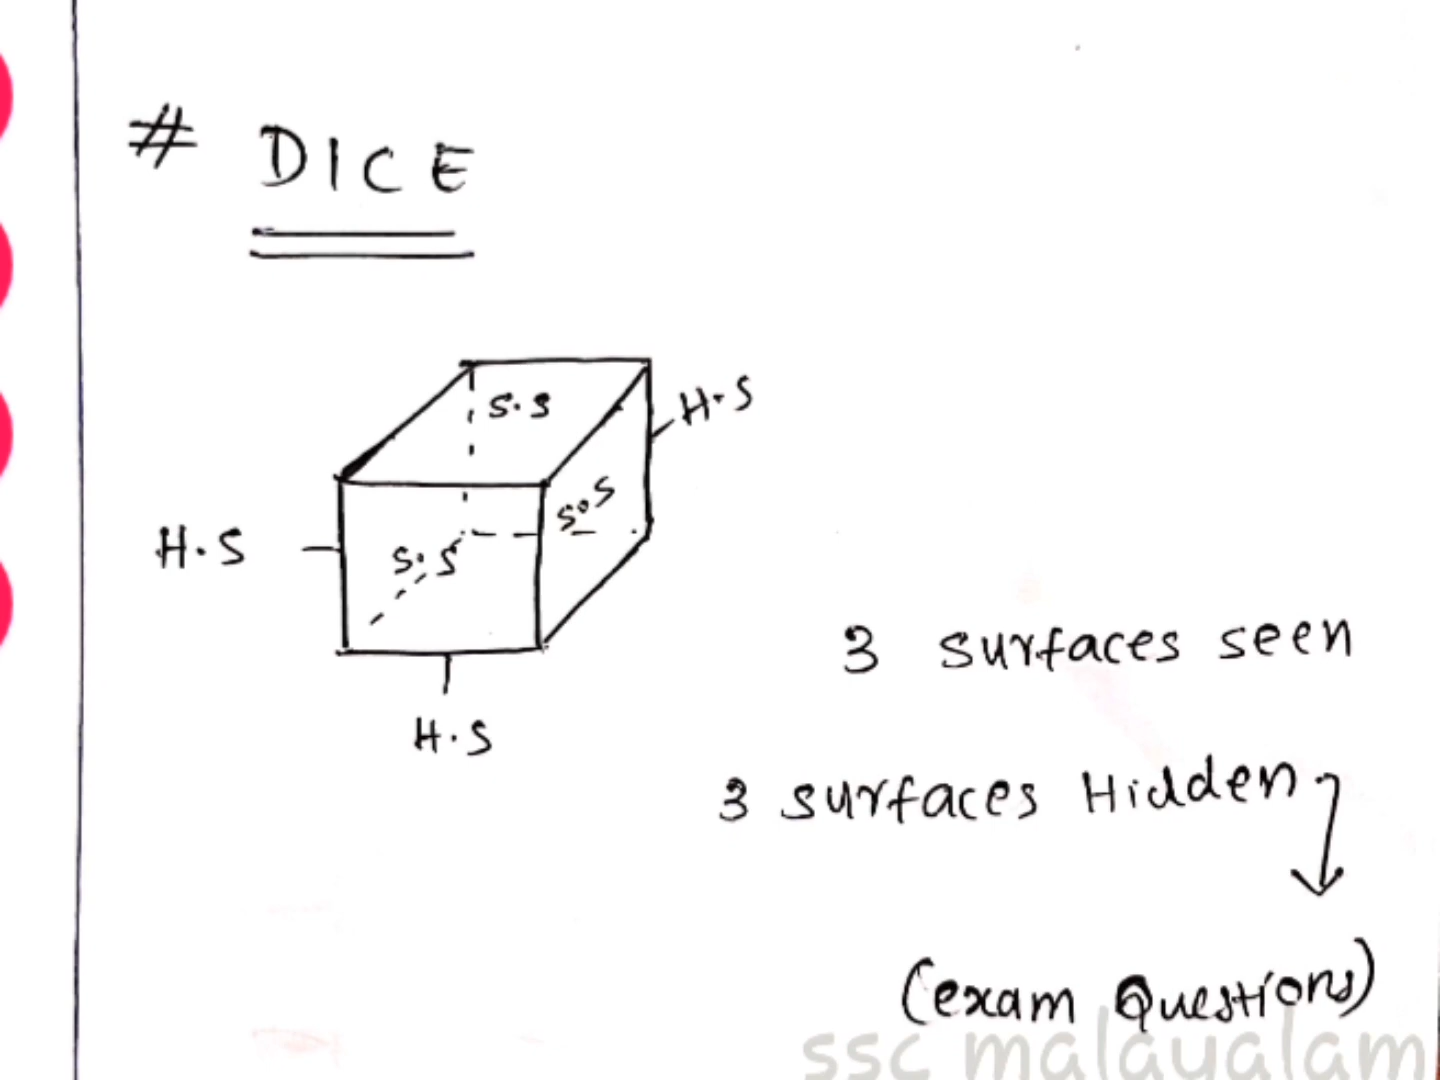 # DICE
S.S
H.S
S.S
H.S
S.S
H.S
3 surfaces seen
3 surfaces Hidden
(exam Questions)
ssc malayalam